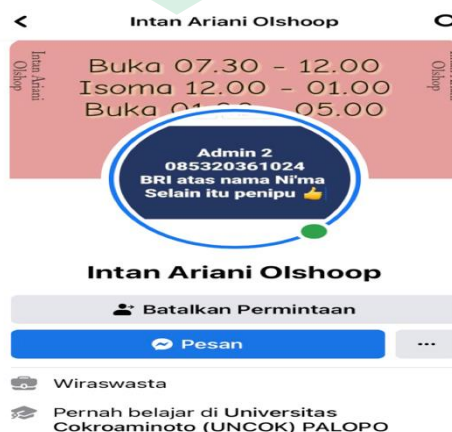 Intan Ariani Olshoop
Intan Ariani
Olshop
Buka 07.30 - 12.00
Isoma 12.00 - 01.00
Buka 05.00
Olshop
Admin 2
085320361024
BRI atas nama Ni'ma
Selain itu penipu 👍
Intan Ariani Olshoop
Batalkan Permintaan
Pesan
Wiraswasta
Pernah belajar di Universitas
Cokroaminoto (UNCOK) PALOPO